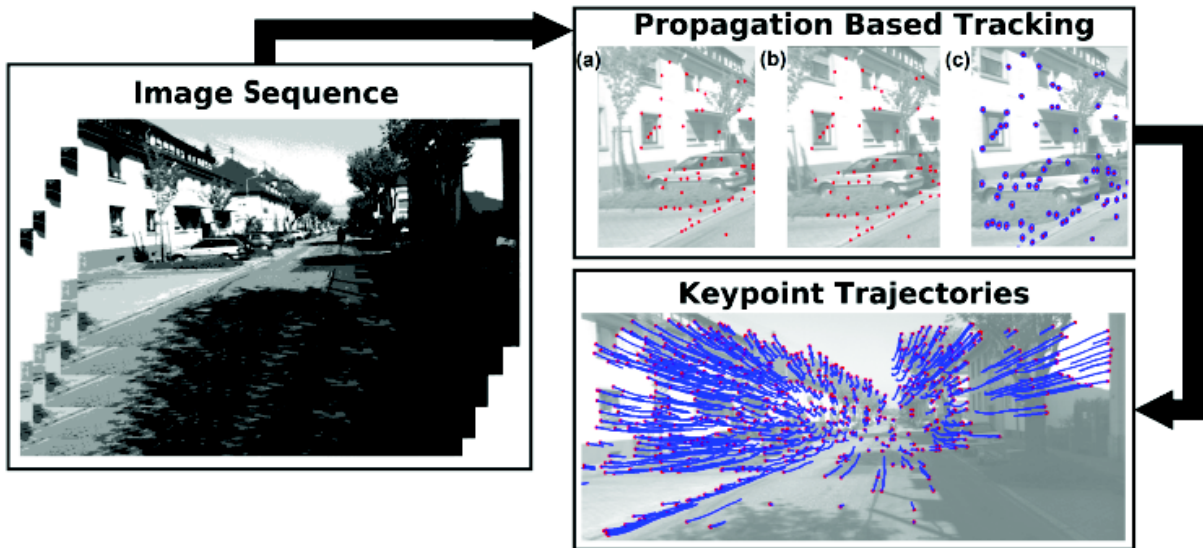 Image Sequence
Propagation Based Tracking
(a)
(b)
(c)
Keypoint Trajectories